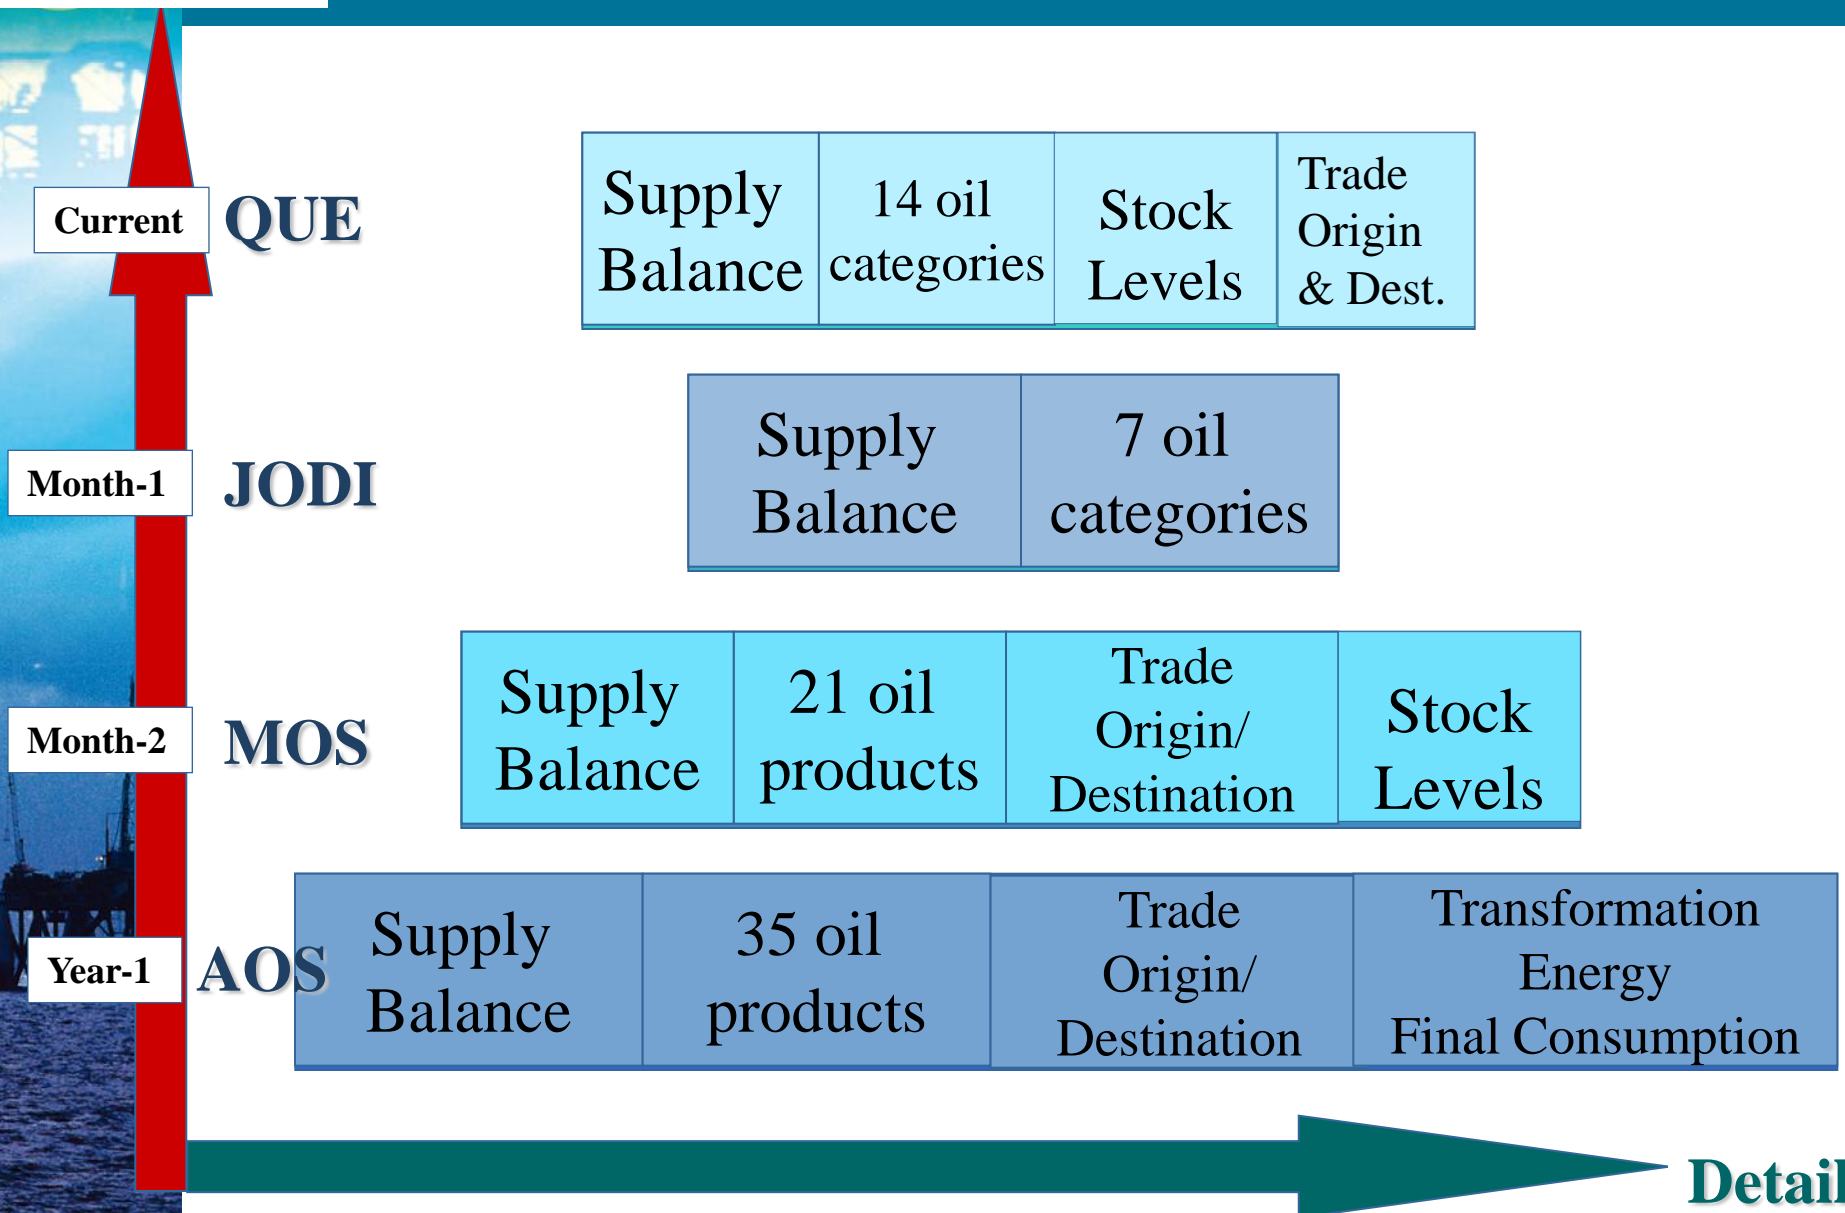 Current
QUE
Supply
Balance
14 oil
categories
Stock
Levels
Trade
Origin
& Dest.
Month-1
JODI
Supply
Balance
7 oil
categories
Month-2
MOS
Supply
Balance
21 oil
products
Trade
Origin/
Destination
Stock
Levels
Year-1
AOS
Supply
Balance
35 oil
products
Trade
Origin/
Destination
Transformation
Energy
Final Consumption
Detail